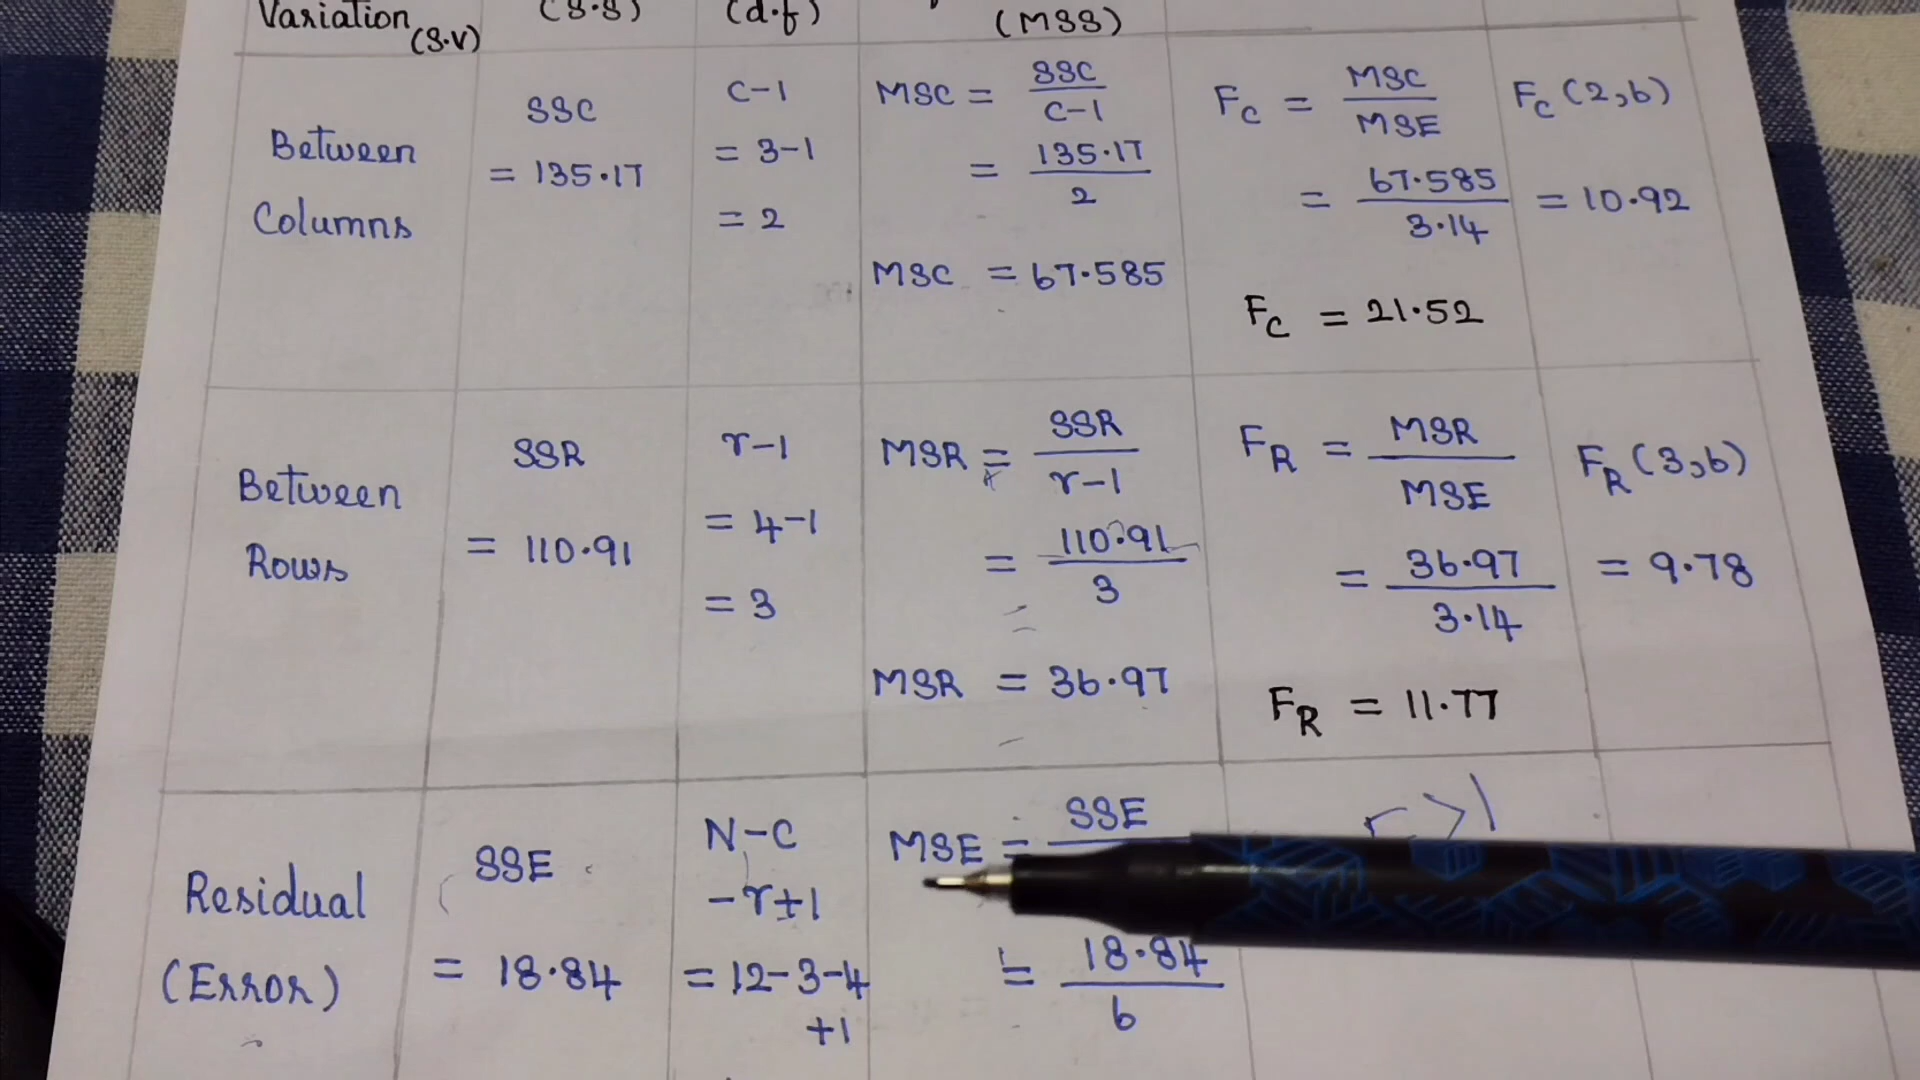 Variation (S.V) (S.S) (d.f) (MSS)
Between Columns
SSC
= 135.17
c-1
= 3-1
= 2
MSC = SSC / c-1
= 135.17 / 2
MSC = 67.585
Fc = MSC / MSE
= 67.585 / 3.14
Fc = 21.52
Fc (2,6)
= 10.92
Between Rows
SSR
= 110.91
r-1
= 4-1
= 3
MSR = SSR / r-1
= 110.91 / 3
MSR = 36.97
FR = MSR / MSE
= 36.97 / 3.14
FR = 11.77
FR (3,6)
= 9.78
Residual (Error)
SSE
= 18.84
N-C
-r+1
= 12-3-4
+1
MSE = SSE
= 18.84 / 6